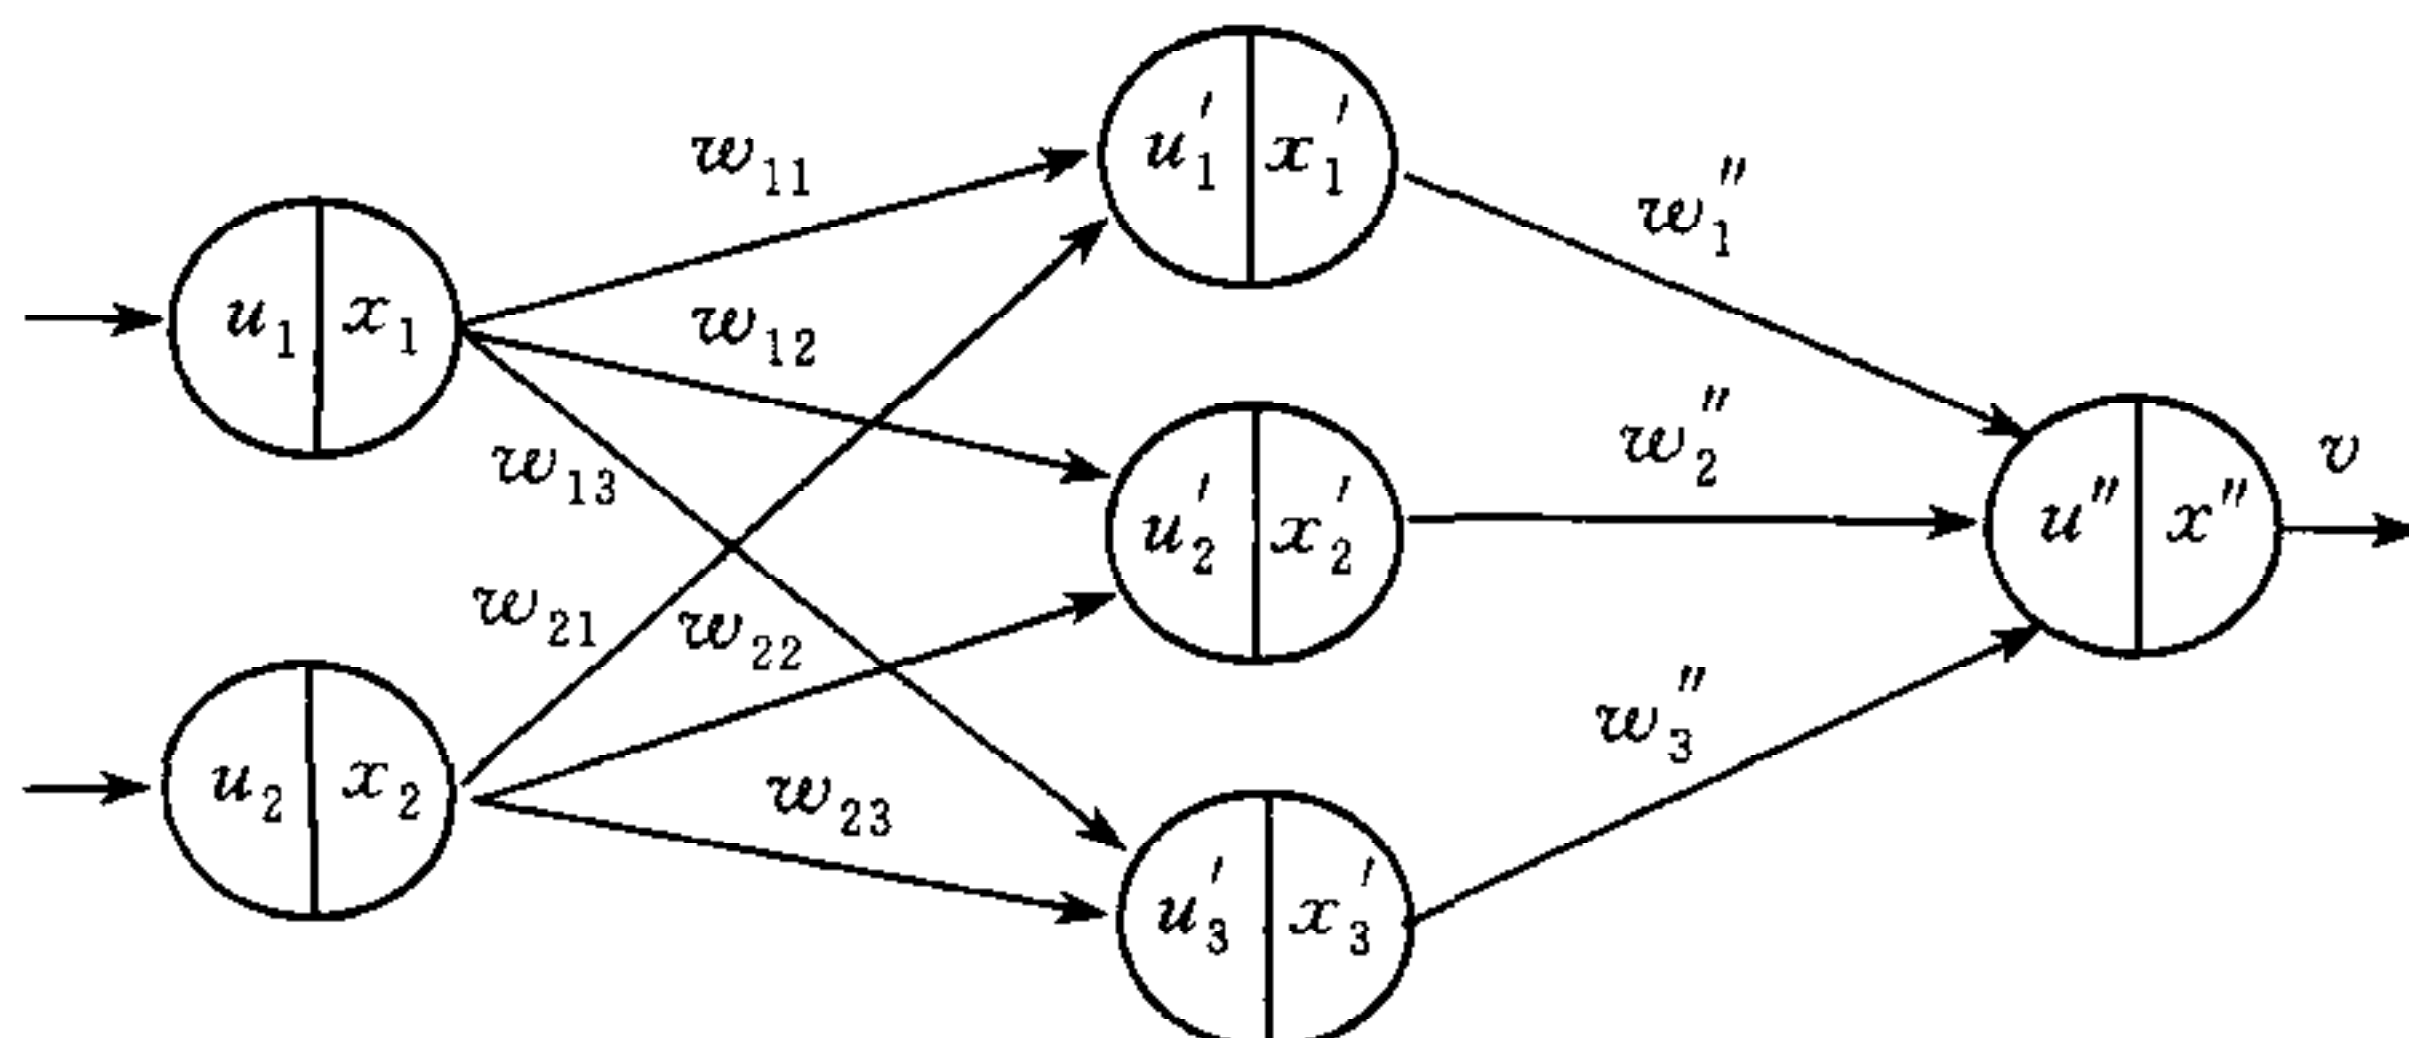 u₁ x₁
u₂ x₂
w₁₁
w₁₂
w₁₃
w₂₁
w₂₂
w₂₃
u₁′ x₁′
u₂′ x₂′
u₃′ x₃′
w₁″
w₂″
w₃″
u″ x″
v